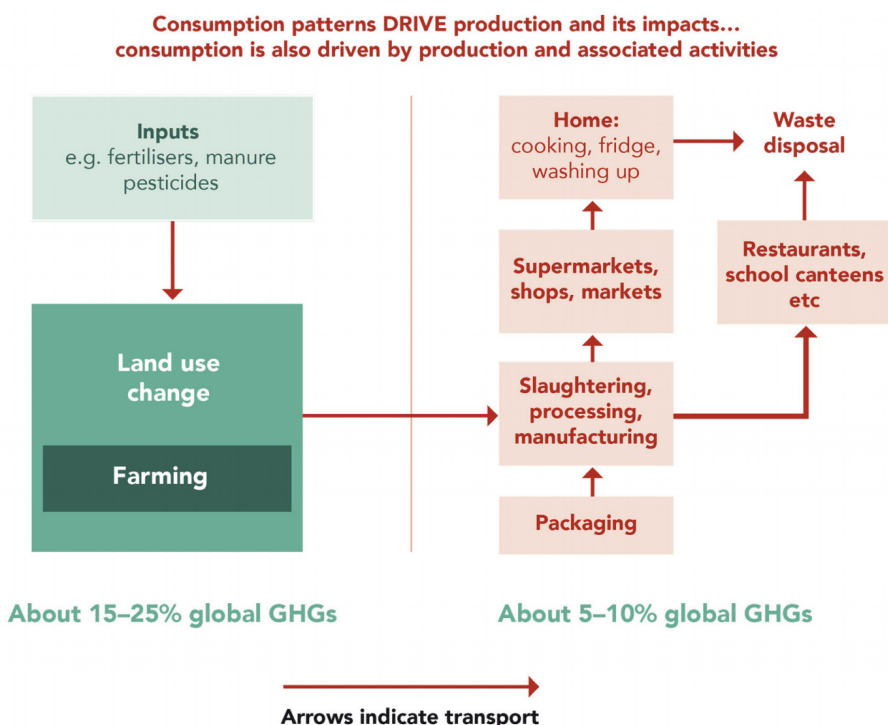 Consumption patterns DRIVE production and its impacts…
consumption is also driven by production and associated activities
Inputs
e.g. fertilisers, manure
pesticides
Land use
change
Farming
About 15–25% global GHGs
Home:
cooking, fridge,
washing up
Waste
disposal
Supermarkets,
shops, markets
Restaurants,
school canteens
etc
Slaughtering,
processing,
manufacturing
Packaging
About 5–10% global GHGs
Arrows indicate transport